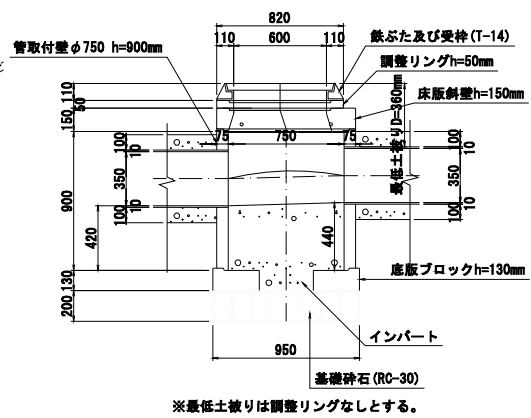 820
110 600 110
管取付壁φ750 h=900mm
鉄ぶた及び受枠(T-14)
調整リングh=50mm
床版斜壁h=150mm
最低土被りD=360mm
110
50
150
75 750 75
100
10
350
100
10
900
420
440
100
10
350
100
10
130
200
底版ブロックh=130mm
インバート
950
基礎砕石(RC-30)
※最低土被りは調整リングなしとする。